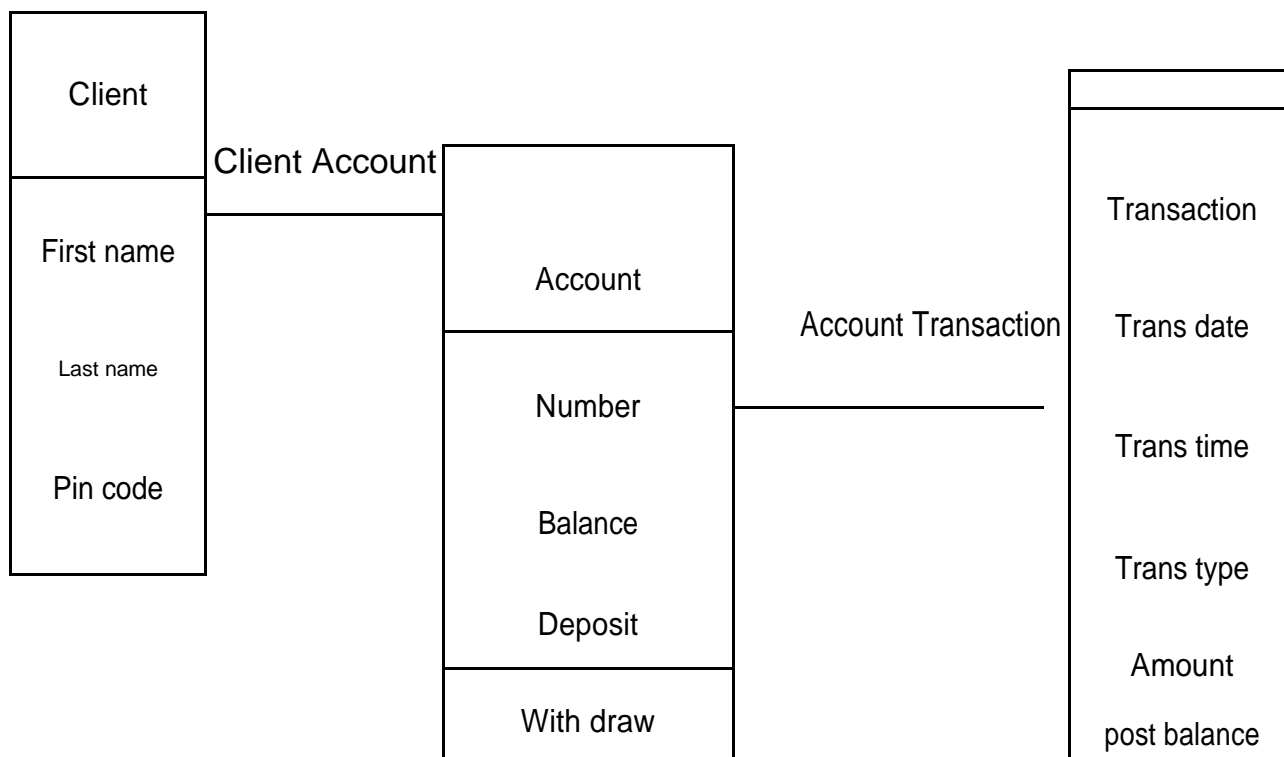 Client
First name
Last name
Pin code
Client Account
Account
Number
Balance
Deposit
With draw
Account Transaction
Transaction
Trans date
Trans time
Trans type
Amount
post balance